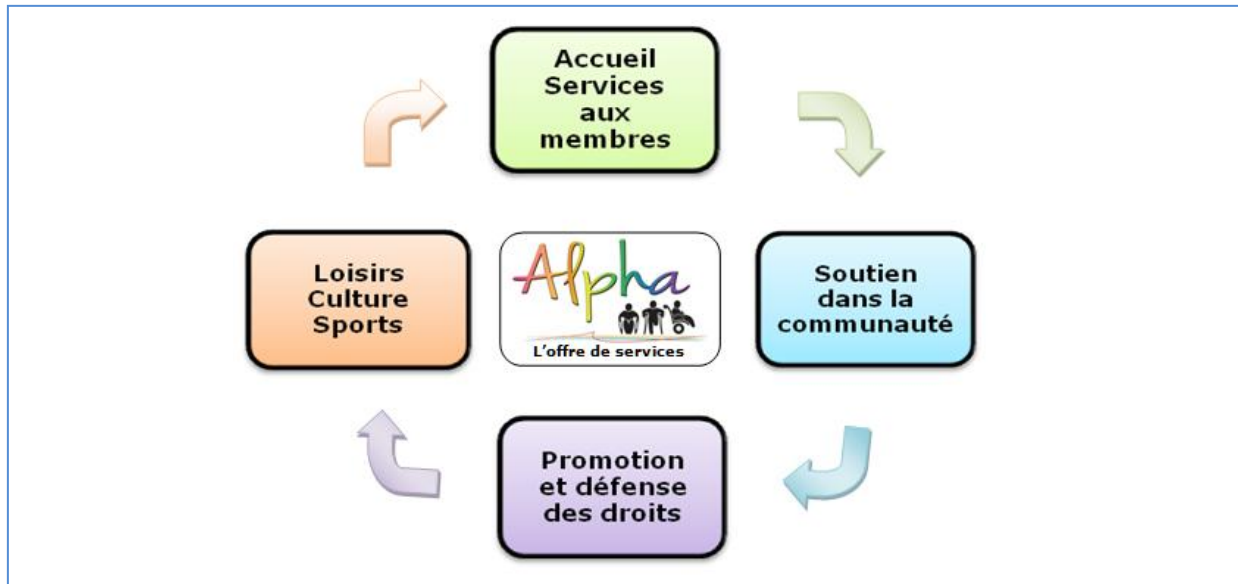 Accueil
Services
aux
membres
Loisirs
Culture
Sports
Alpha
L'offre de services
Soutien
dans la
communauté
Promotion
et défense
des droits